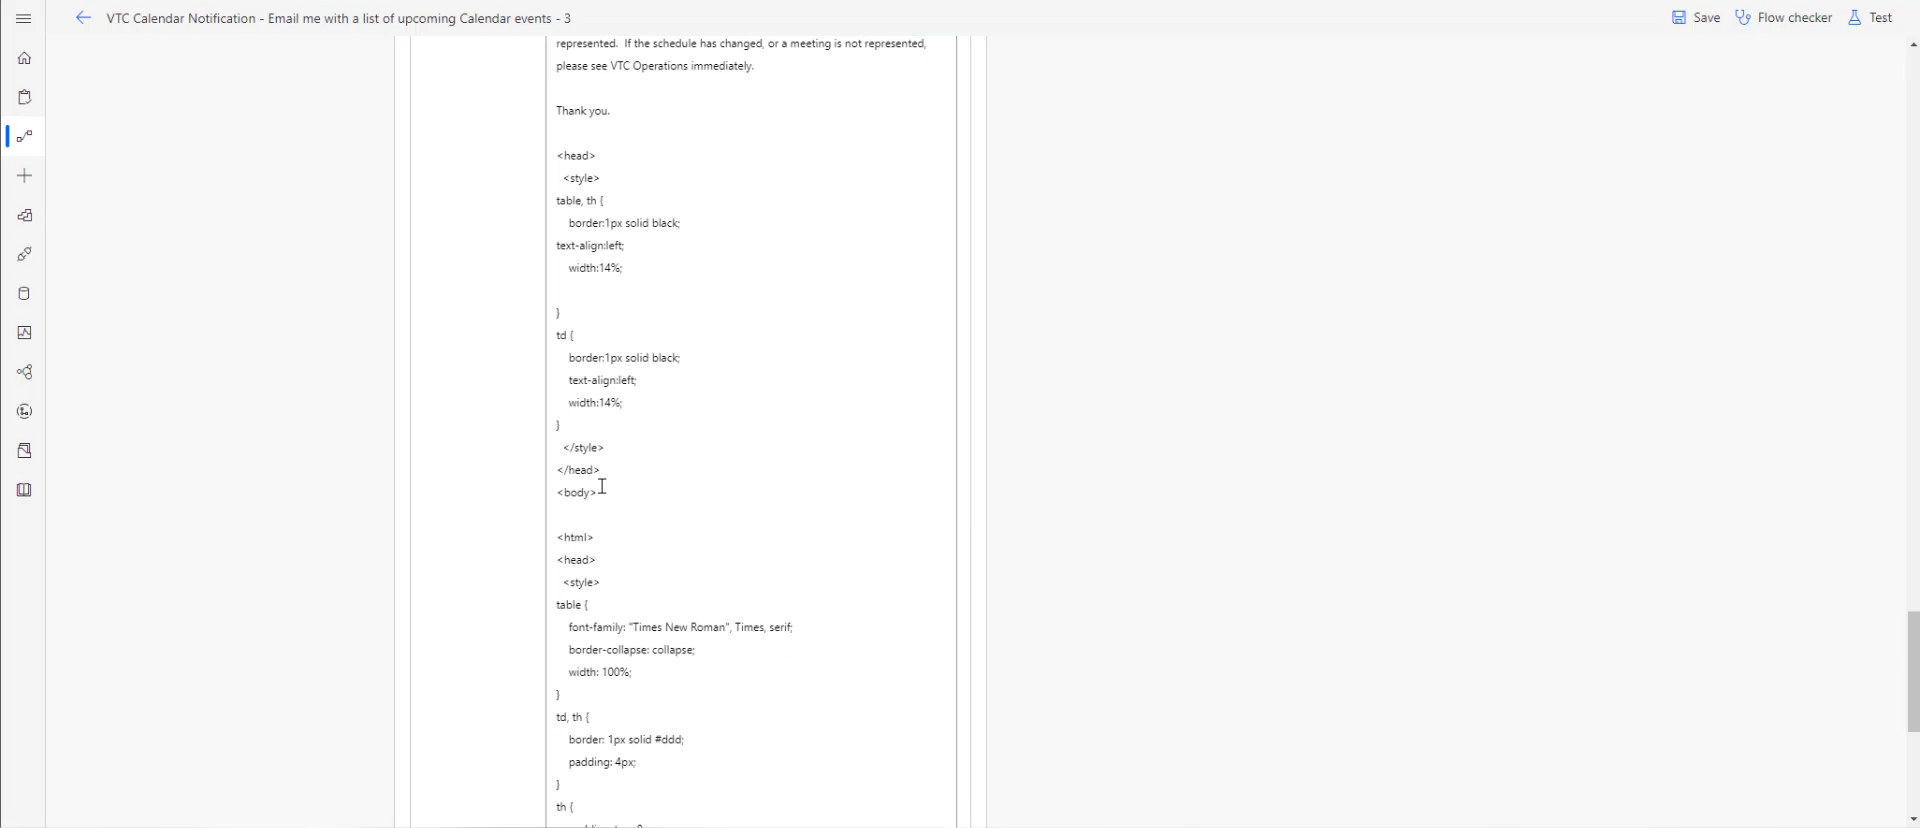 VTC Calendar Notification - Email me with a list of upcoming Calendar events - 3
Save
Flow checker
Test
represented.  If the schedule has changed, or a meeting is not represented,
please see VTC Operations immediately.
Thank you.
<head>
<style>
table, th {
border:1px solid black;
text-align:left;
width:14%;
}
td {
border:1px solid black;
text-align:left;
width:14%;
}
</style>
</head>
<body>
<html>
<head>
<style>
table {
font-family: "Times New Roman", Times, serif;
border-collapse: collapse;
width: 100%;
}
td, th {
border: 1px solid #ddd;
padding: 4px;
}
th {